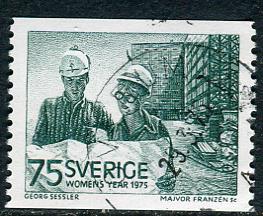 75 SVERIGE
WOMEN'S YEAR 1975
GEORG SESSLER MAJVOR FRANZÉN SC